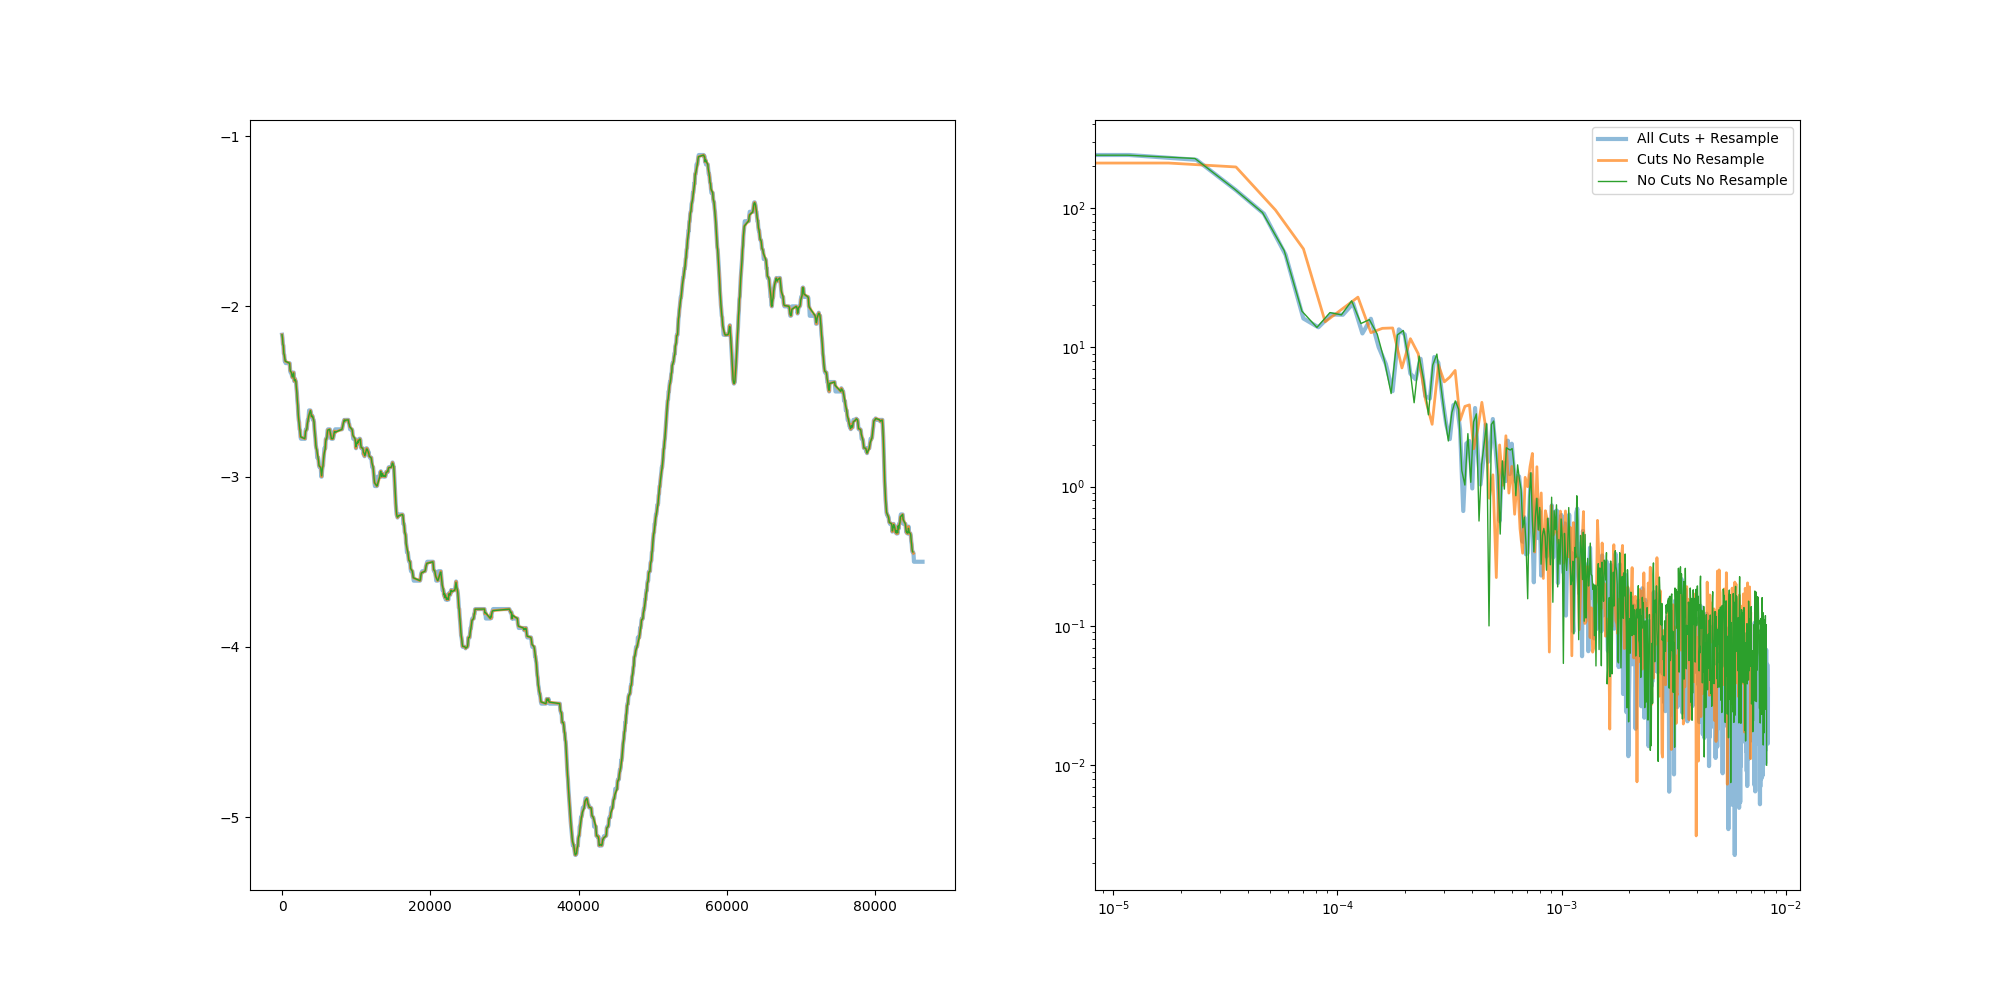 −1
−2
−3
−4
−5
0 20000 40000 60000 80000
10²
10¹
10⁰
10⁻¹
10⁻²
10⁻⁵ 10⁻⁴ 10⁻³ 10⁻²
All Cuts + Resample
Cuts No Resample
No Cuts No Resample